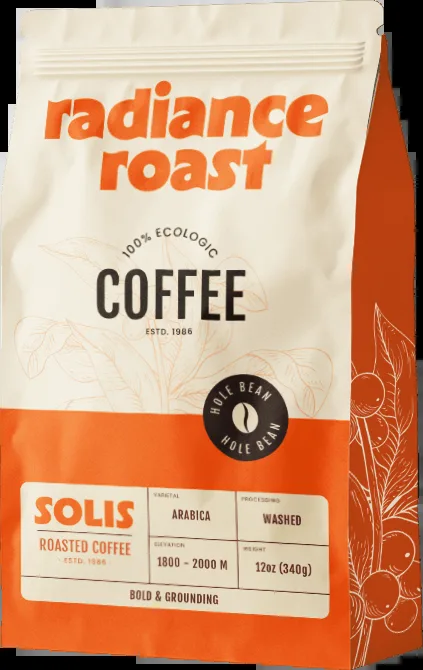 radiance
roast
100% ECOLOGIC
COFFEE
ESTD. 1986
HOLE BEAN
HOLE BEAN
SOLIS
ROASTED COFFEE
ESTD. 1986
VARIETAL
ARABICA
PROCESSING
WASHED
ELEVATION
1800 - 2000 M
WEIGHT
12oz (340g)
BOLD & GROUNDING